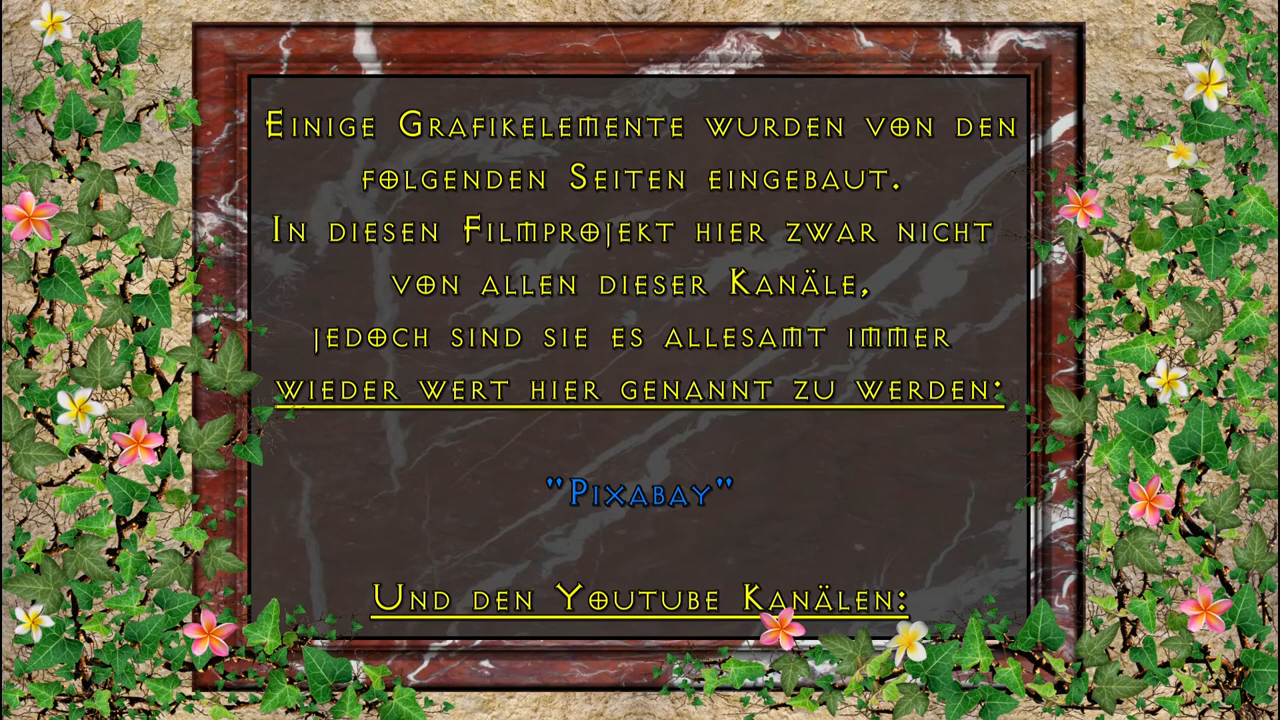 Einige Grafikelemente wurden von den
folgenden Seiten eingebaut.
In diesen Filmprojekt hier zwar nicht
von allen dieser Kanäle,
jedoch sind sie es allesamt immer
wieder wert hier genannt zu werden:
"Pixabay"
Und den Youtube Kanälen: